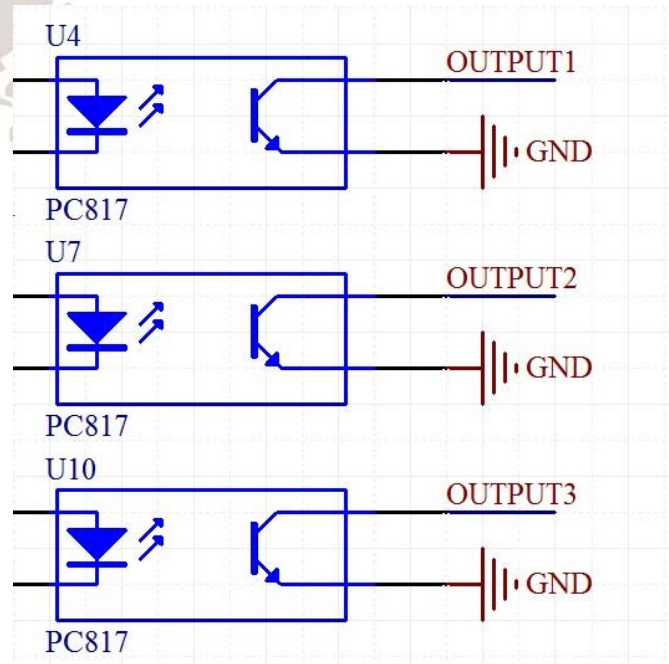 U4
OUTPUT1
GND
PC817
U7
OUTPUT2
GND
PC817
U10
OUTPUT3
GND
PC817